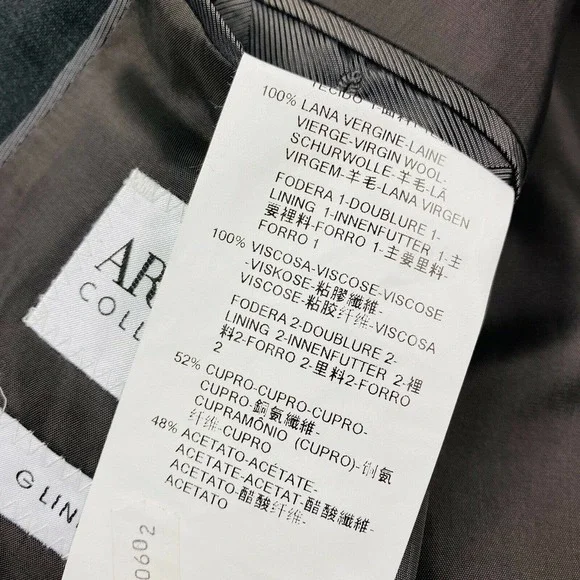 TECIDO
100% LANA VERGINE-LAINE
VIERGE-VIRGIN WOOL-
SCHURWOLLE-羊毛-LÃ
VIRGEM-羊毛-LANA VIRGEN
FODERA 1-DOUBLURE 1-
LINING 1-INNENFUTTER 1-主
要裡料-FORRO 1-主要里料-
FORRO 1
100% VISCOSA-VISCOSE-VISCOSE
-VISKOSE-粘膠纖維-
VISCOSE-粘胶纤维-VISCOSA
FODERA 2-DOUBLURE 2-
LINING 2-INNENFUTTER 2-裡
料2-FORRO 2-里料2-FORRO
2
52% CUPRO-CUPRO-CUPRO-
CUPRO-銅氨纖維-
CUPRAMÓNIO (CUPRO)-铜氨
纤维-CUPRO
48% ACETATO-ACÉTATE-
ACETATE-ACETAT-醋酸纖維-
ACETATO-醋酸纤维-
ACETATO
AR
COLL
G LIN
0602